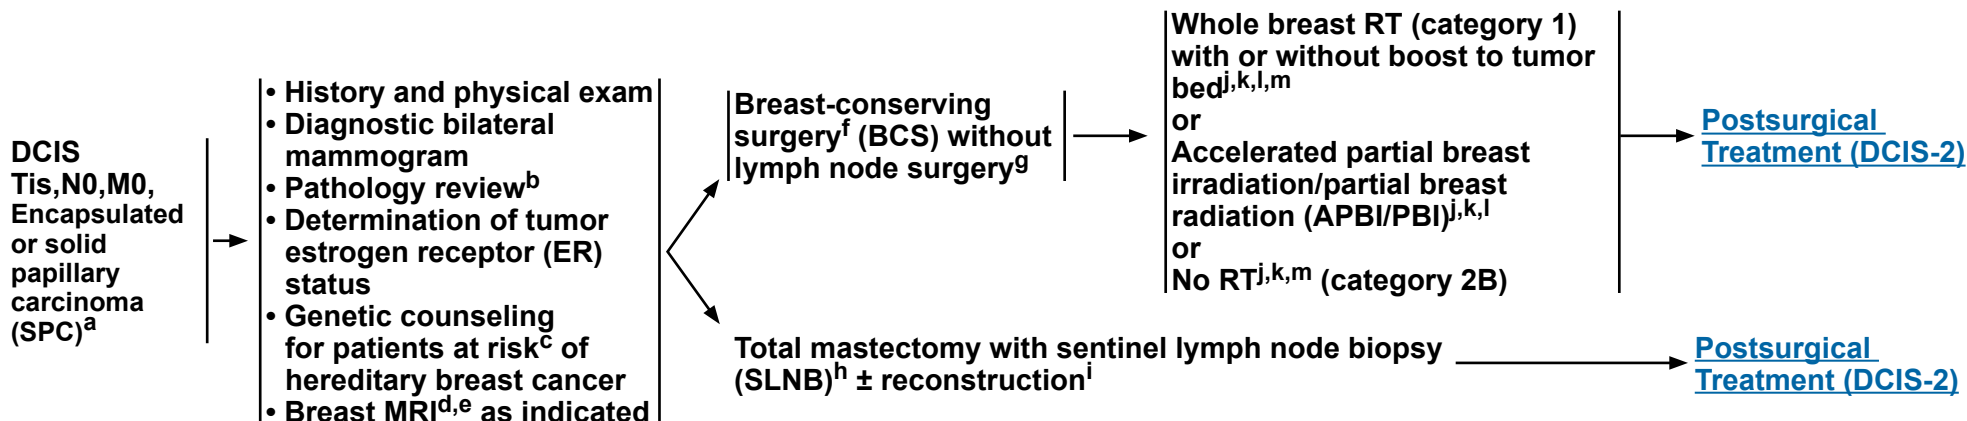 DCIS
Tis,N0,M0,
Encapsulated
or solid
papillary
carcinoma
(SPC)a
• History and physical exam
• Diagnostic bilateral
mammogram
• Pathology reviewb
• Determination of tumor
estrogen receptor (ER)
status
• Genetic counseling
for patients at riskc of
hereditary breast cancer
• Breast MRId,e as indicated
Breast-conserving
surgeryf (BCS) without
lymph node surgeryg
Whole breast RT (category 1)
with or without boost to tumor
bedj,k,l,m
or
Accelerated partial breast
irradiation/partial breast
radiation (APBI/PBI)j,k,l
or
No RTj,k,m (category 2B)
Postsurgical
Treatment (DCIS-2)
Total mastectomy with sentinel lymph node biopsy
(SLNB)h ± reconstructioni
Postsurgical
Treatment (DCIS-2)